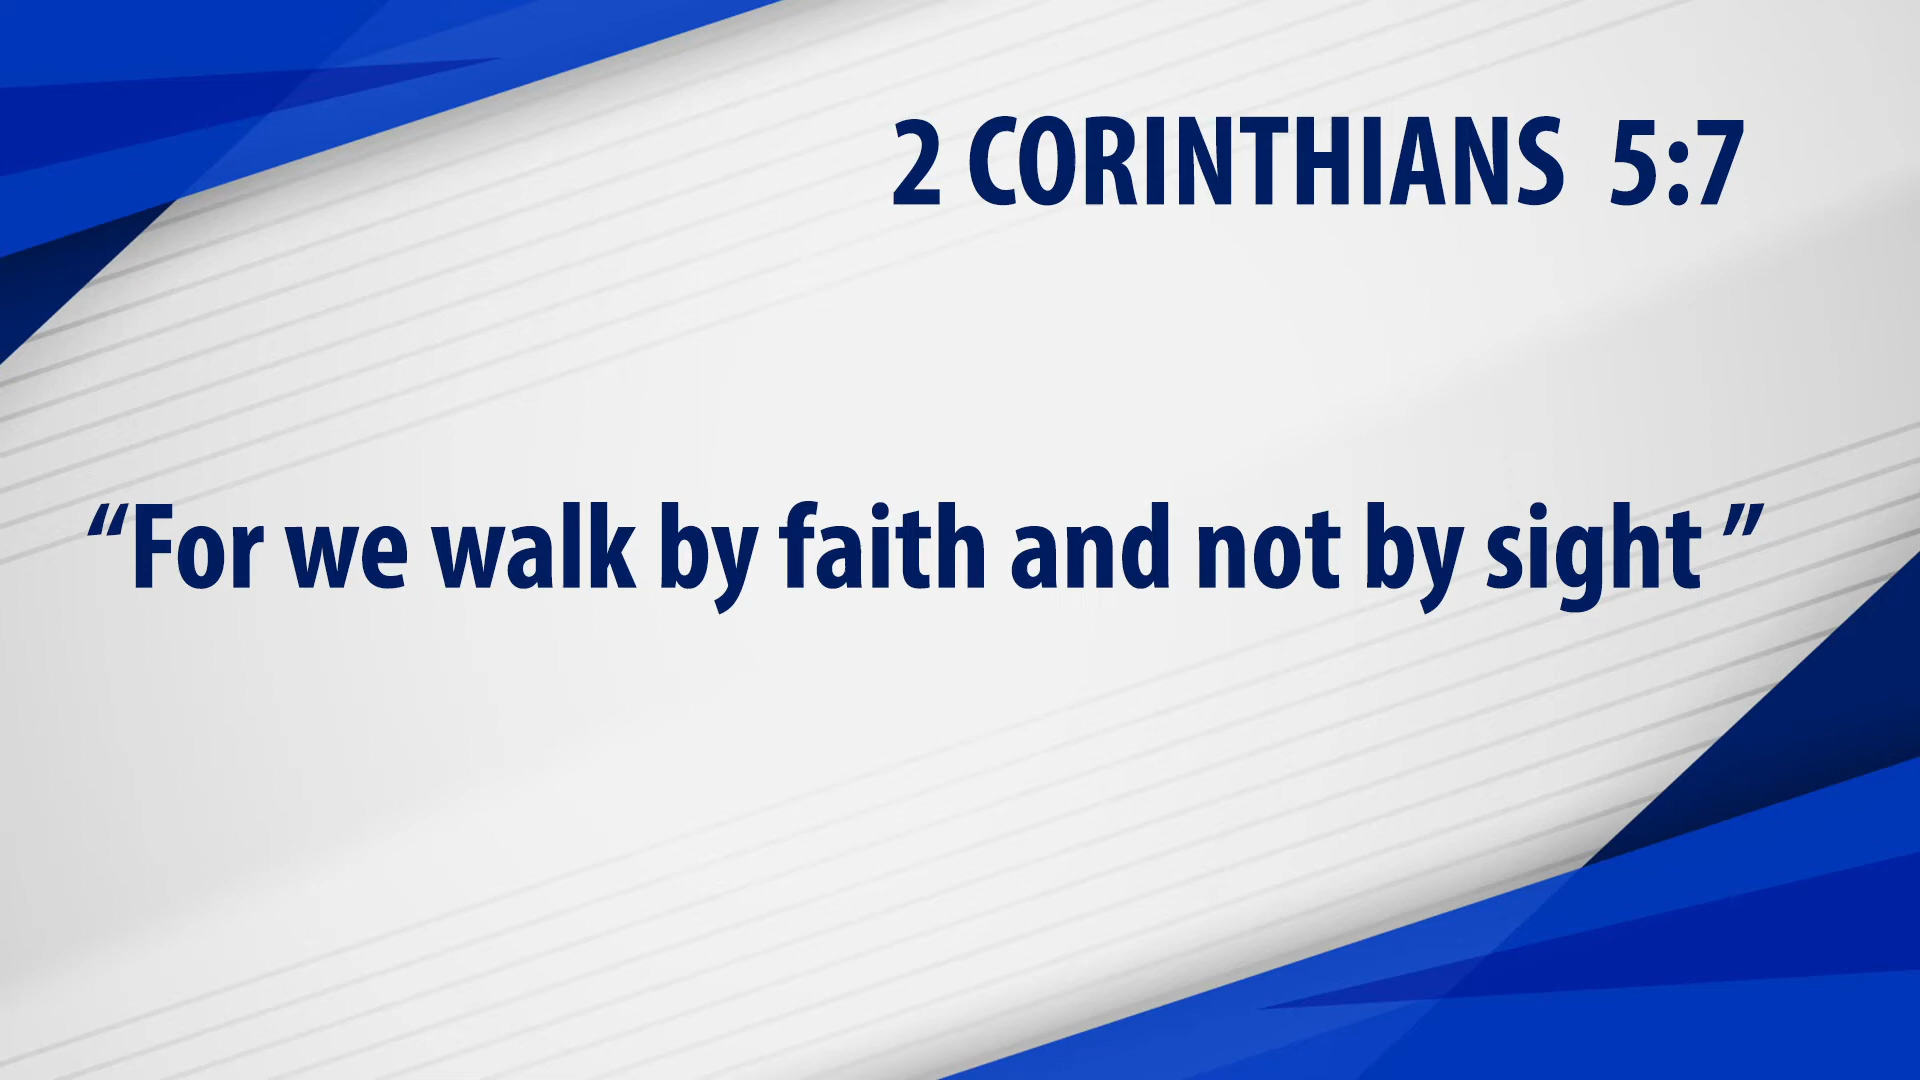 2 CORINTHIANS 5:7
“For we walk by faith and not by sight ”